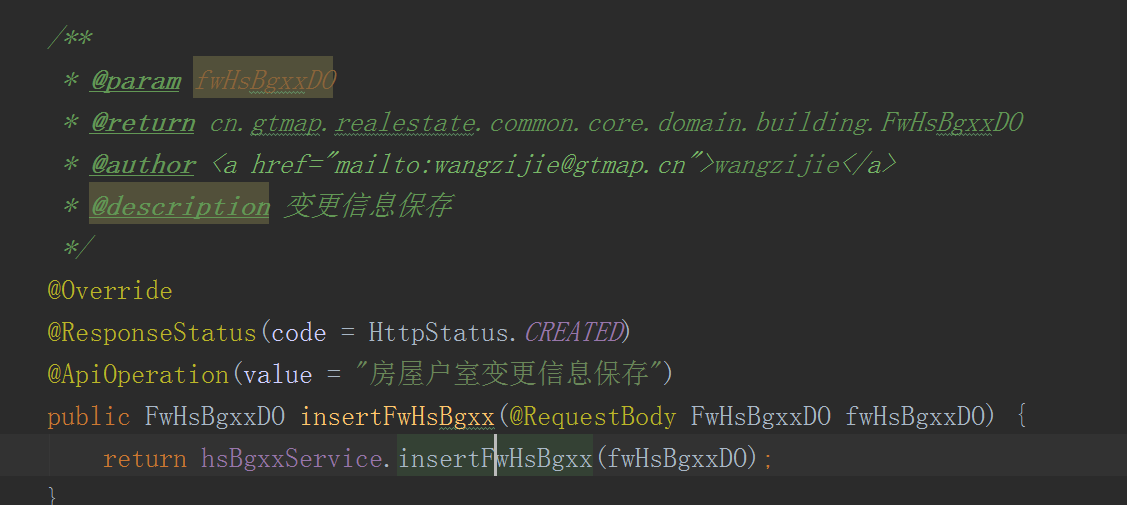 /**
* @param fwHsBgxxDO
* @return cn.gtmap.realestate.common.core.domain.building.FwHsBgxxDO
* @author <a href="mailto:wangzijie@gtmap.cn">wangzijie</a>
* @description 变更信息保存
*/
@Override
@ResponseStatus(code = HttpStatus.CREATED)
@ApiOperation(value = "房屋户室变更信息保存")
public FwHsBgxxDO insertFwHsBgxx(@RequestBody FwHsBgxxDO fwHsBgxxDO) {
return hsBgxxService.insertFwHsBgxx(fwHsBgxxDO);
}